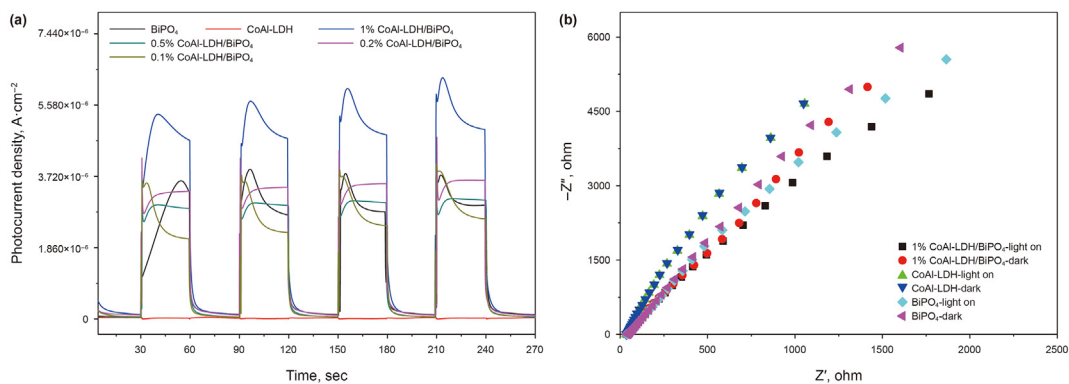 (a)
BiPO₄
CoAl-LDH
1% CoAl-LDH/BiPO₄
0.5% CoAl-LDH/BiPO₄
0.2% CoAl-LDH/BiPO₄
0.1% CoAl-LDH/BiPO₄
7.440×10⁻⁶
5.580×10⁻⁶
3.720×10⁻⁶
1.860×10⁻⁶
0
Photocurrent density, A·cm⁻²
30 60 90 120 150 180 210 240 270
Time, sec
(b)
6000
4500
3000
1500
0
−Z″, ohm
1% CoAl-LDH/BiPO₄-light on
1% CoAl-LDH/BiPO₄-dark
CoAl-LDH-light on
CoAl-LDH-dark
BiPO₄-light on
BiPO₄-dark
0 500 1000 1500 2000 2500
Z′, ohm